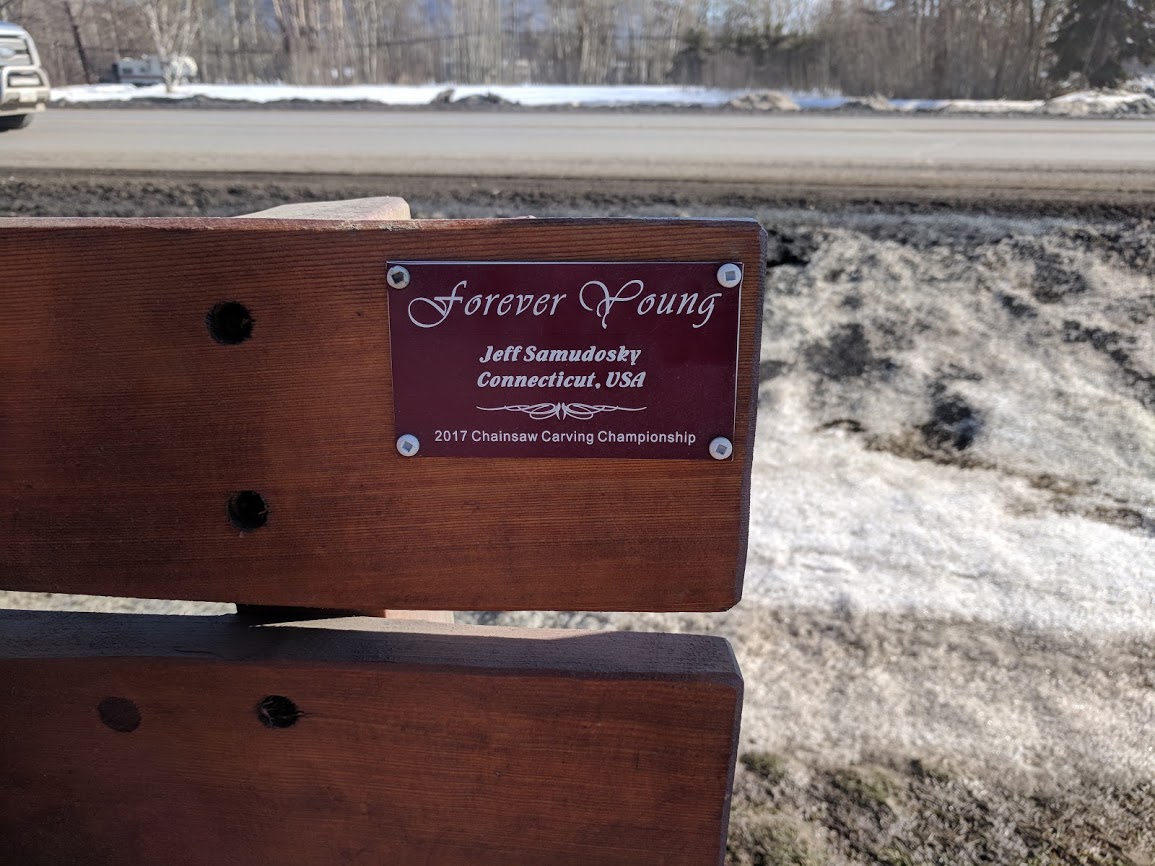 Forever Young
Jeff Samudosky
Connecticut, USA
2017 Chainsaw Carving Championship